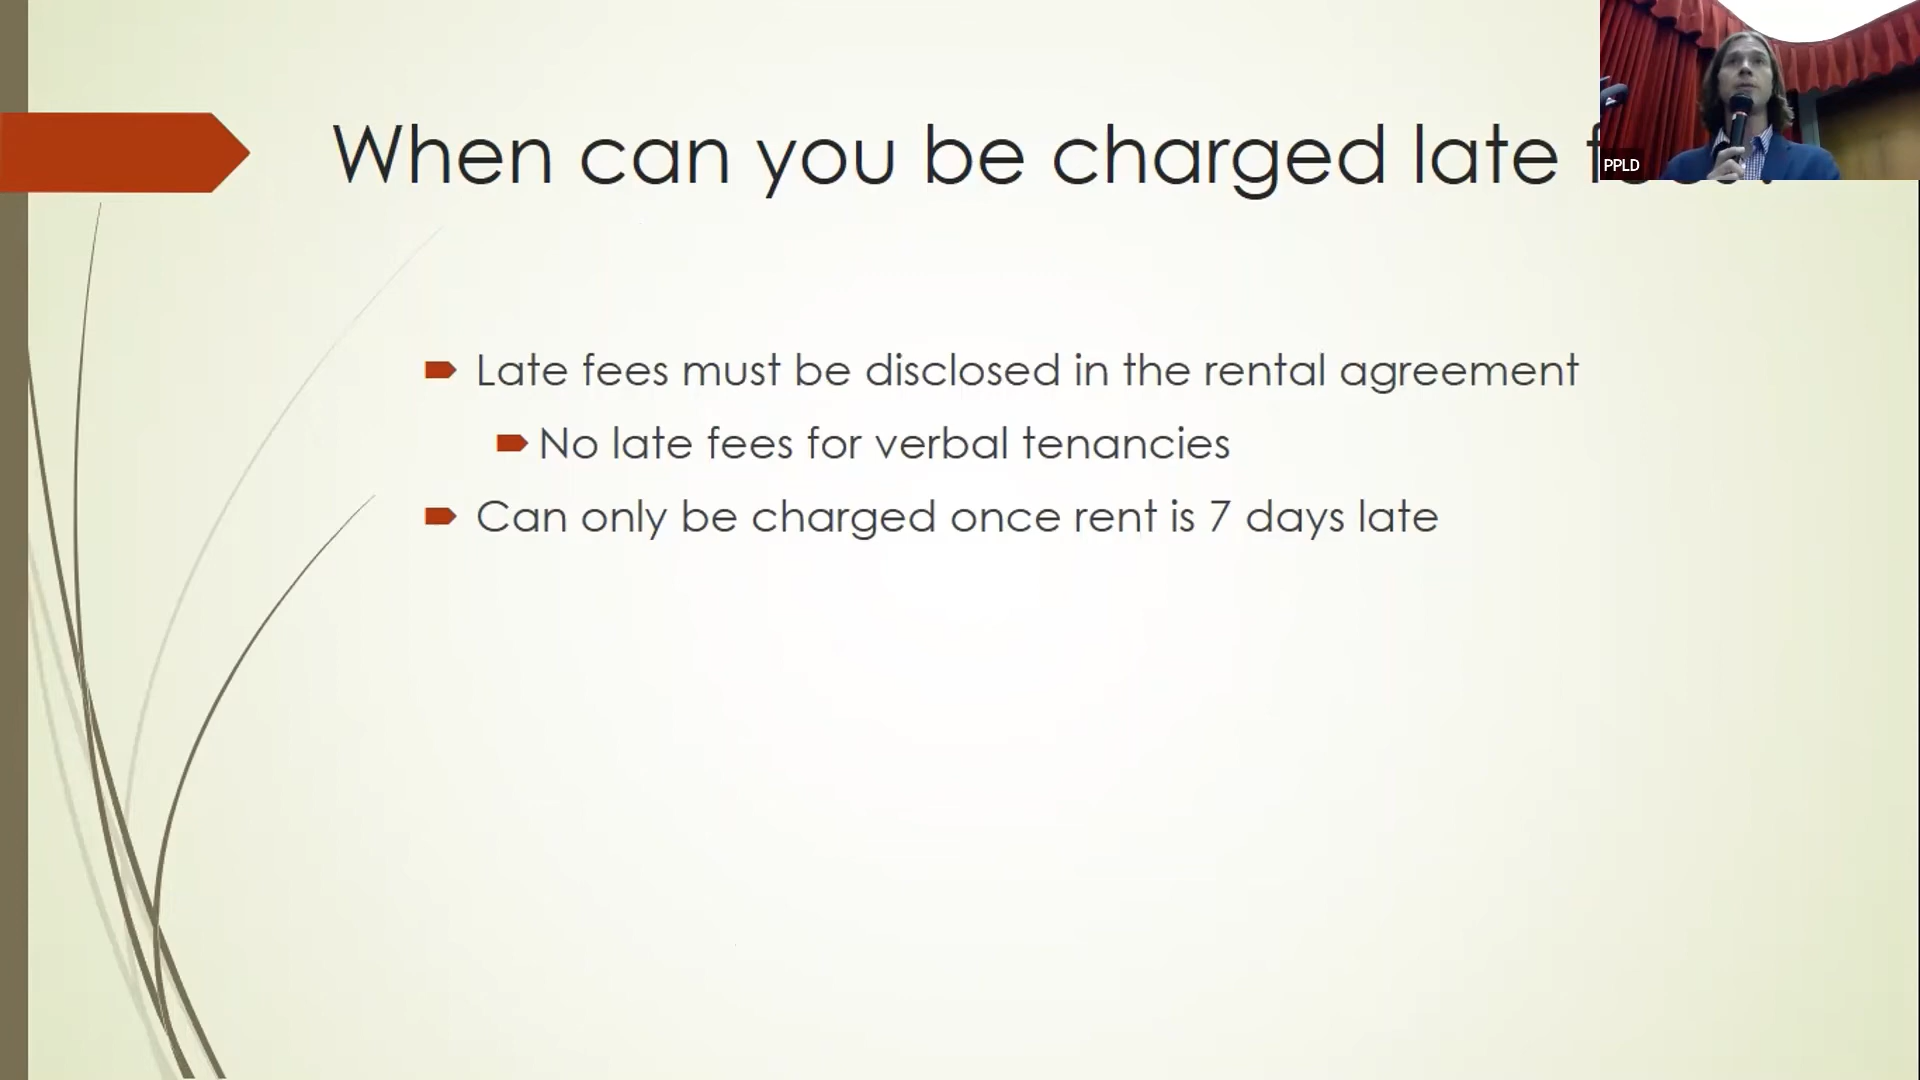 When can you be charged late
PPLD
Late fees must be disclosed in the rental agreement
No late fees for verbal tenancies
Can only be charged once rent is 7 days late